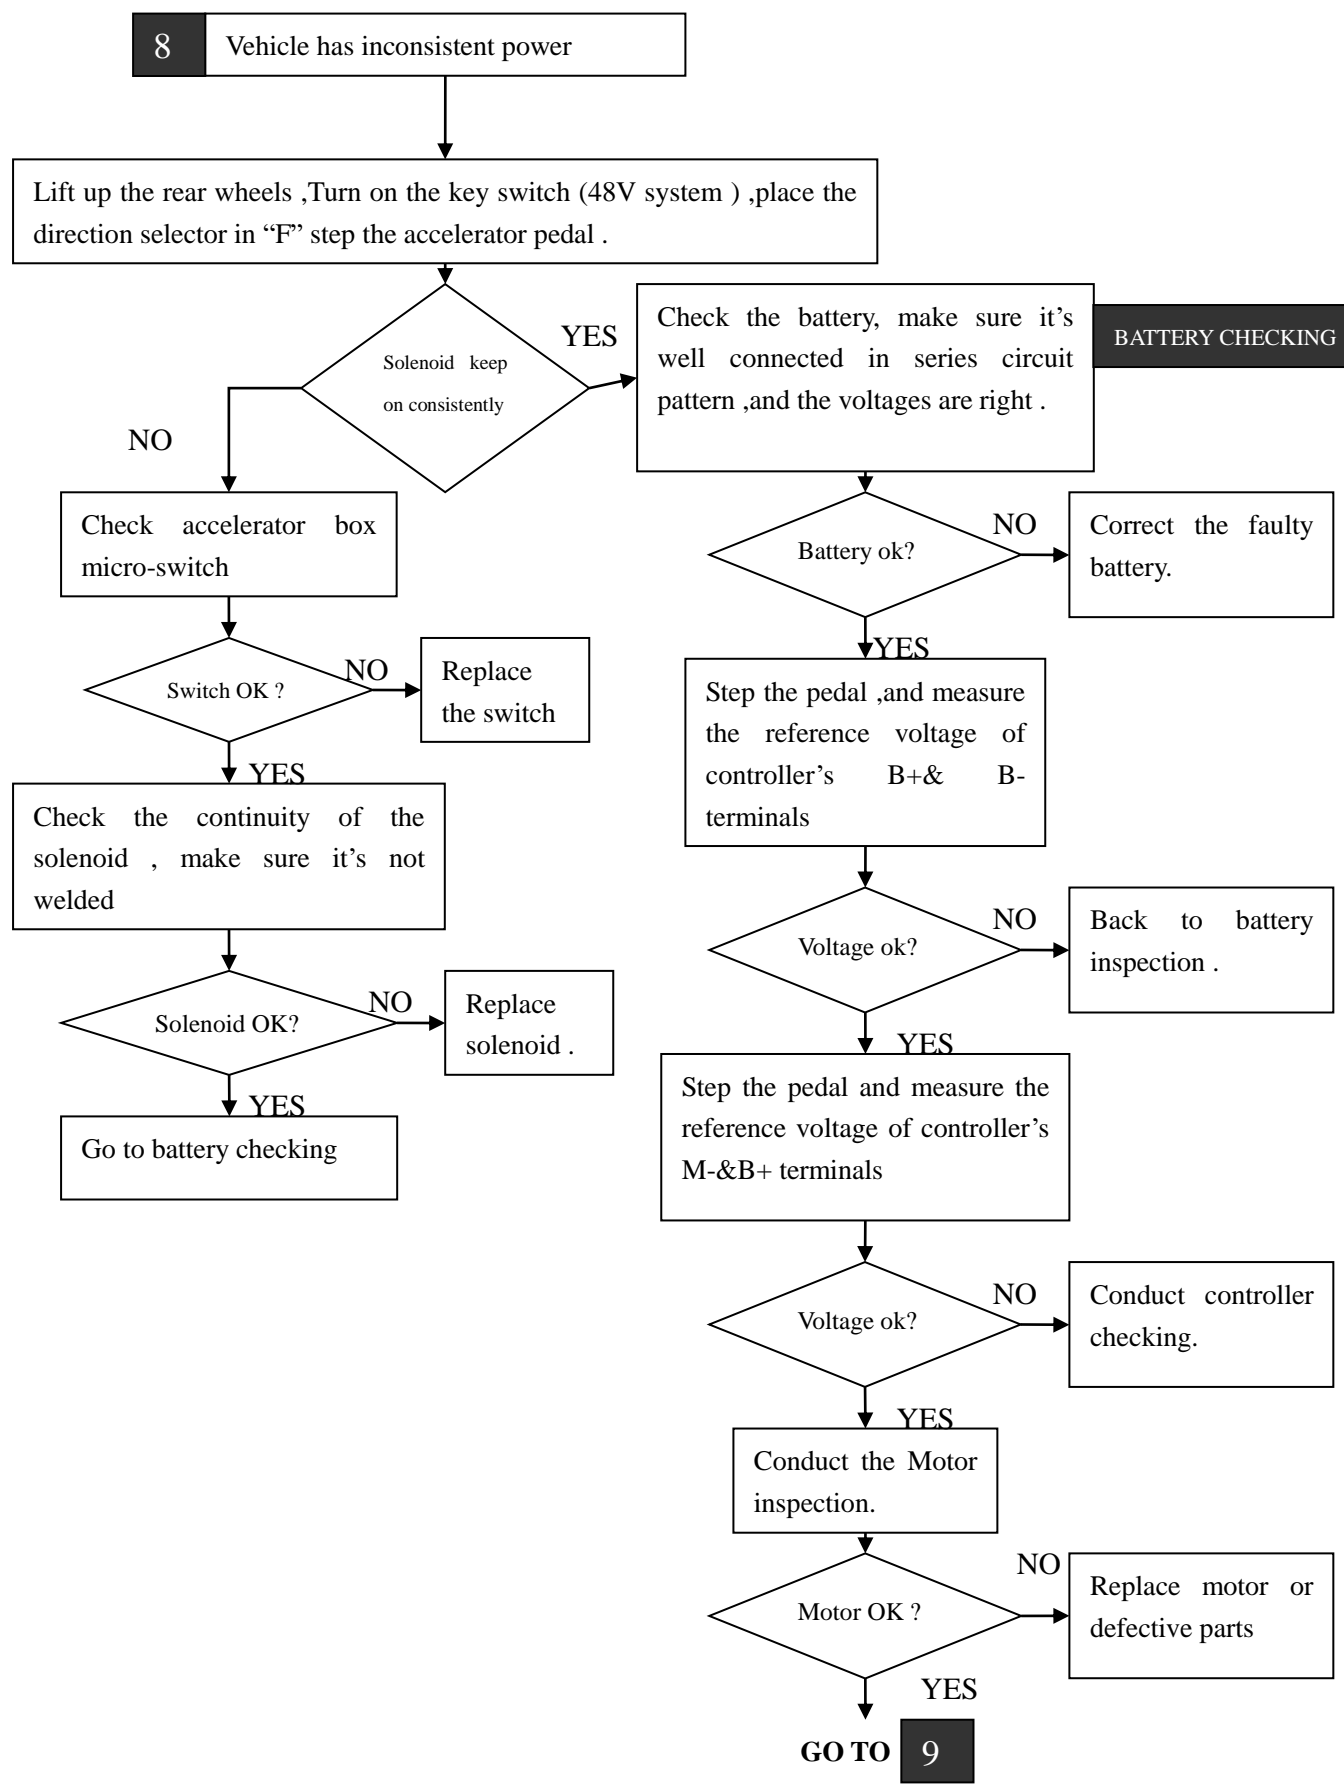 8
Vehicle has inconsistent power
Lift up the rear wheels ,Turn on the key switch (48V system ) ,place the
direction selector in “F” step the accelerator pedal .
Solenoid keep
on consistently
YES
NO
Check the battery, make sure it’s
well connected in series circuit
pattern ,and the voltages are right .
BATTERY CHECKING
Check accelerator box
micro-switch
Switch OK ?
NO
Replace
the switch
YES
Check the continuity of the
solenoid , make sure it’s not
welded
Solenoid OK?
NO
Replace
solenoid .
YES
Go to battery checking
Battery ok?
NO
Correct the faulty
battery.
YES
Step the pedal ,and measure
the reference voltage of
controller’s B+& B-
terminals
Voltage ok?
NO
Back to battery
inspection .
YES
Step the pedal and measure the
reference voltage of controller’s
M-&B+ terminals
Voltage ok?
NO
Conduct controller
checking.
YES
Conduct the Motor
inspection.
Motor OK ?
NO
Replace motor or
defective parts
YES
GO TO 9